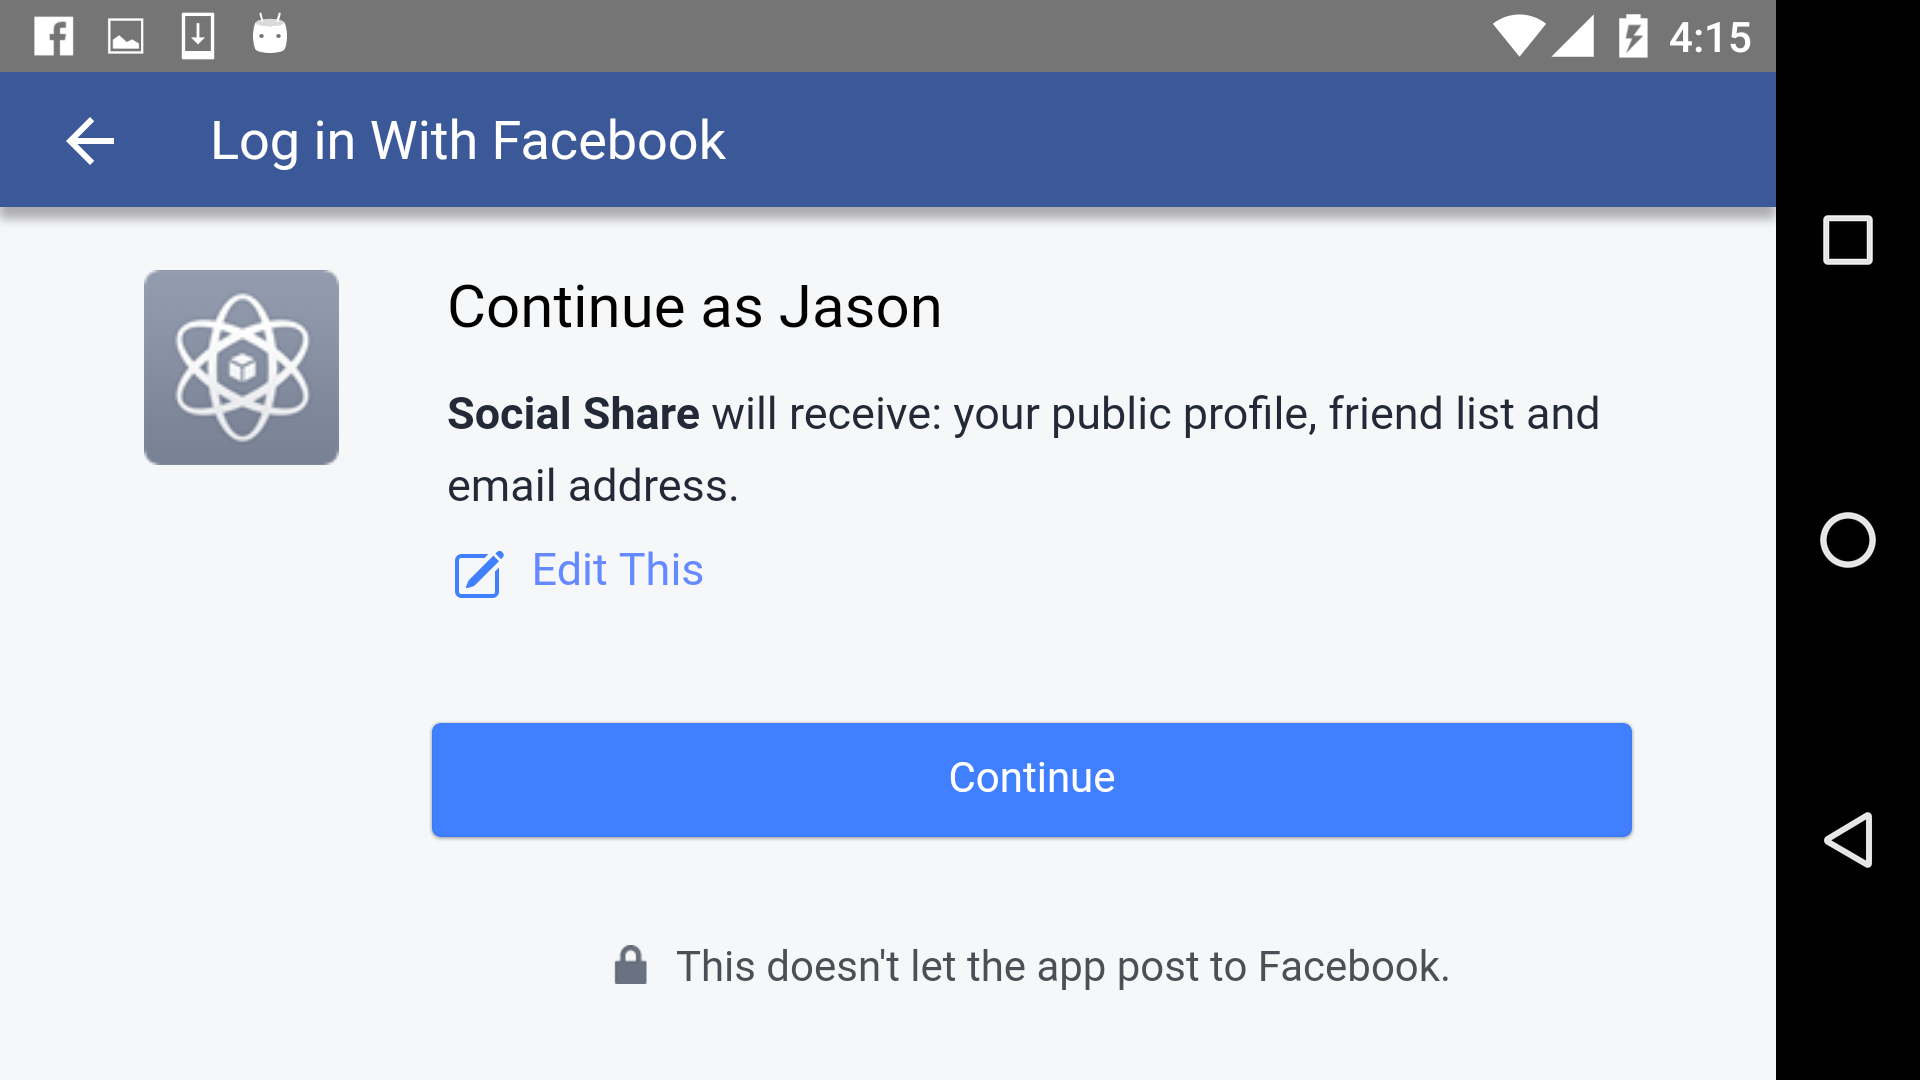 4:15
Log in With Facebook
Continue as Jason
Social Share will receive: your public profile, friend list and
email address.
Edit This
Continue
This doesn't let the app post to Facebook.